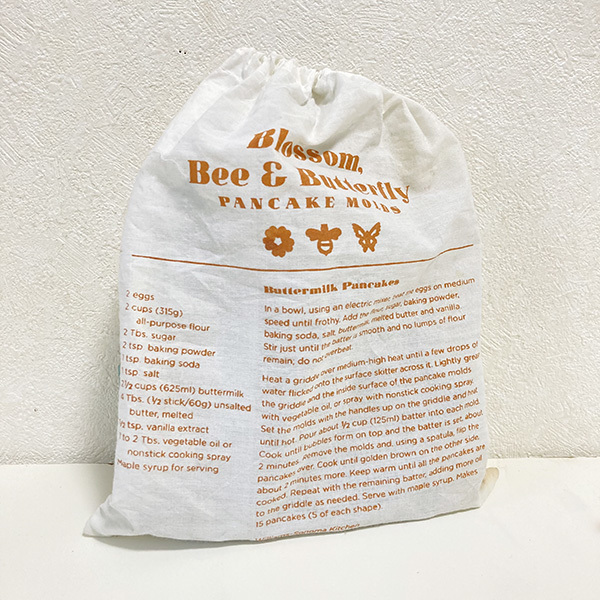 Blossom,
Bee & Butterfly
PANCAKE MOLDS
2 eggs
2 cups (315g)
all-purpose flour
2 Tbs. sugar
2 tsp baking powder
1 tsp baking soda
1 tsp salt
2½ cups (625ml) buttermilk
4 Tbs. (½ stick/60g) unsalted
butter, melted
½ tsp. vanilla extract
1 to 2 Tbs. vegetable oil or
nonstick cooking spray
Maple syrup for serving
Buttermilk Pancakes
In a bowl, using an electric mixer, beat the eggs on medium
speed until frothy. Add the flour, sugar, baking powder,
baking soda, salt, buttermilk, melted butter and vanilla.
Stir just until the batter is smooth and no lumps of flour
remain; do not overbeat.
Heat a griddle over medium-high heat until a few drops of
water flicked onto the surface skitter across it. Lightly grease
the griddle and the inside surface of the pancake molds
with vegetable oil, or spray with nonstick cooking spray.
Set the molds with the handles up on the griddle and heat
until hot. Pour about ½ cup (125ml) batter into each mold.
Cook until bubbles form on top and the batter is set, about
2 minutes. Remove the molds and, using a spatula, flip the
pancakes over. Cook until golden brown on the other side,
about 2 minutes more. Keep warm until all the pancakes are
cooked. Repeat with the remaining batter, adding more oil
to the griddle as needed. Serve with maple syrup. Makes
15 pancakes (5 of each shape).
Williams-Sonoma Kitchen